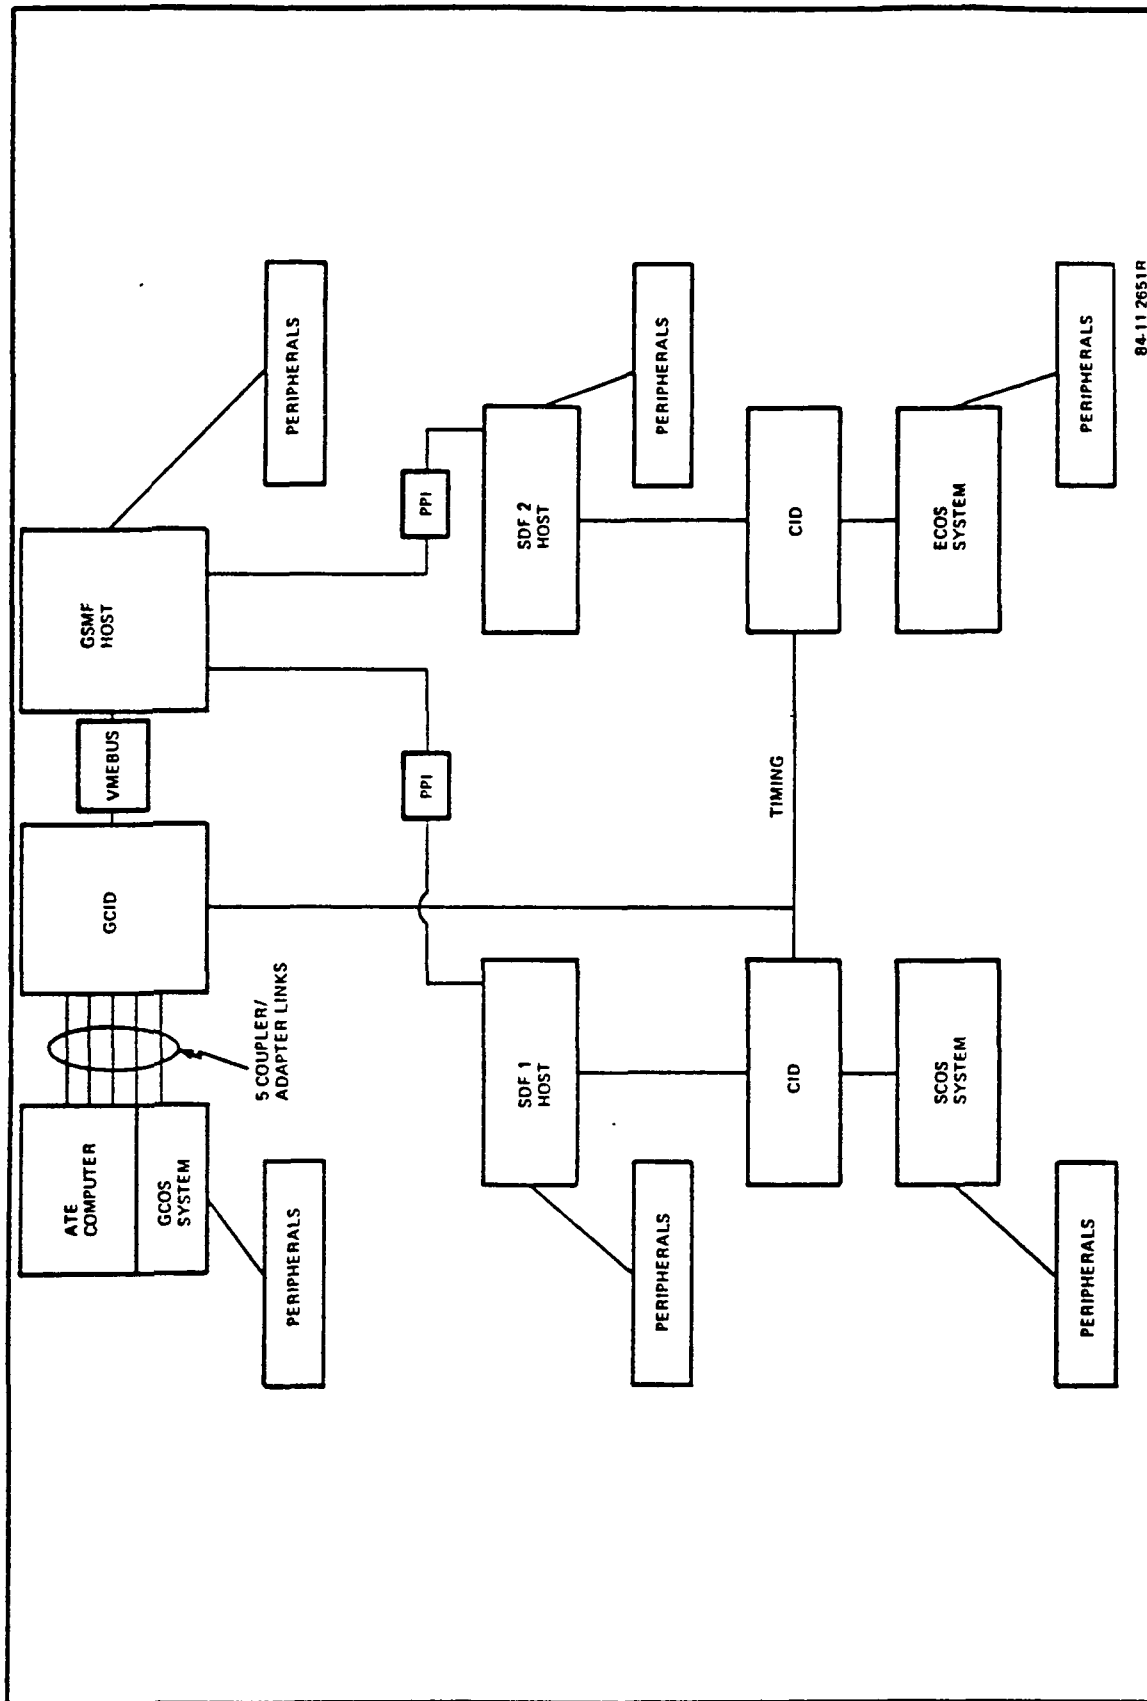 ATE
COMPUTER
GCOS
SYSTEM
PERIPHERALS
5 COUPLER/
ADAPTER LINKS
GCID
VMEBUS
GSMF
HOST
PERIPHERALS
PPI
PPI
SDF 1
HOST
PERIPHERALS
SDF 2
HOST
PERIPHERALS
CID
TIMING
CID
SCOS
SYSTEM
PERIPHERALS
ECOS
SYSTEM
PERIPHERALS
84-11 2651R